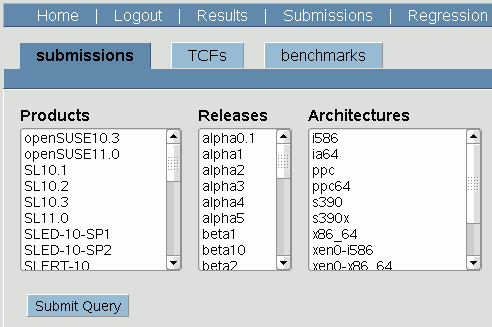 Home | Logout | Results | Submissions | Regression
submissions TCFs benchmarks
Products
openSUSE10.3
openSUSE11.0
SL10.1
SL10.2
SL10.3
SL11.0
SLED-10-SP1
SLED-10-SP2
SLERT-10
Releases
alpha0.1
alpha1
alpha2
alpha3
alpha4
alpha5
beta1
beta10
beta2
Architectures
i586
ia64
ppc
ppc64
s390
s390x
x86_64
xen0-i586
xen0-x86_64
Submit Query